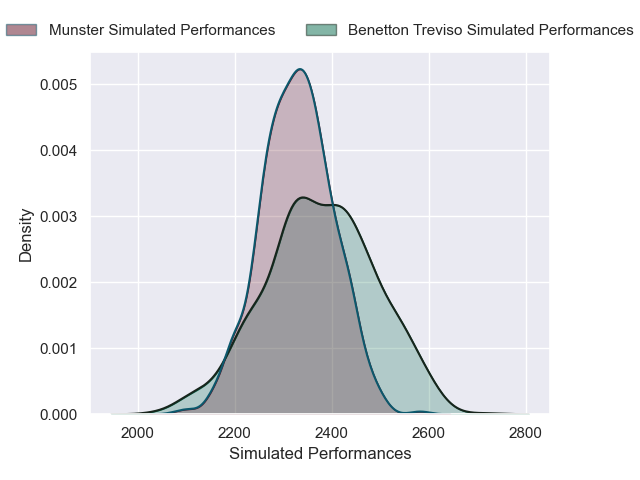 Munster Simulated Performances
Benetton Treviso Simulated Performances
0.005
0.004
0.003
0.002
0.001
0.000
Density
2000
2200
2400
2600
2800
Simulated Performances